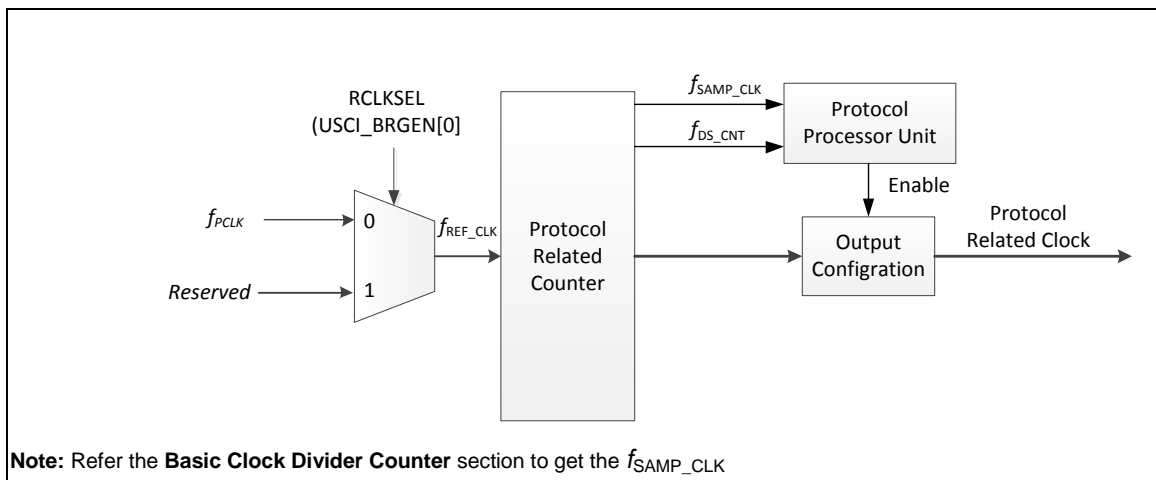 RCLKSEL
(USCI_BRGEN[0]
fPCLK
0
Reserved
1
fREF_CLK
Protocol
Related
Counter
fSAMP_CLK
fDS_CNT
Protocol
Processor Unit
Enable
Output
Configration
Protocol
Related Clock
Note: Refer the Basic Clock Divider Counter section to get the fSAMP_CLK